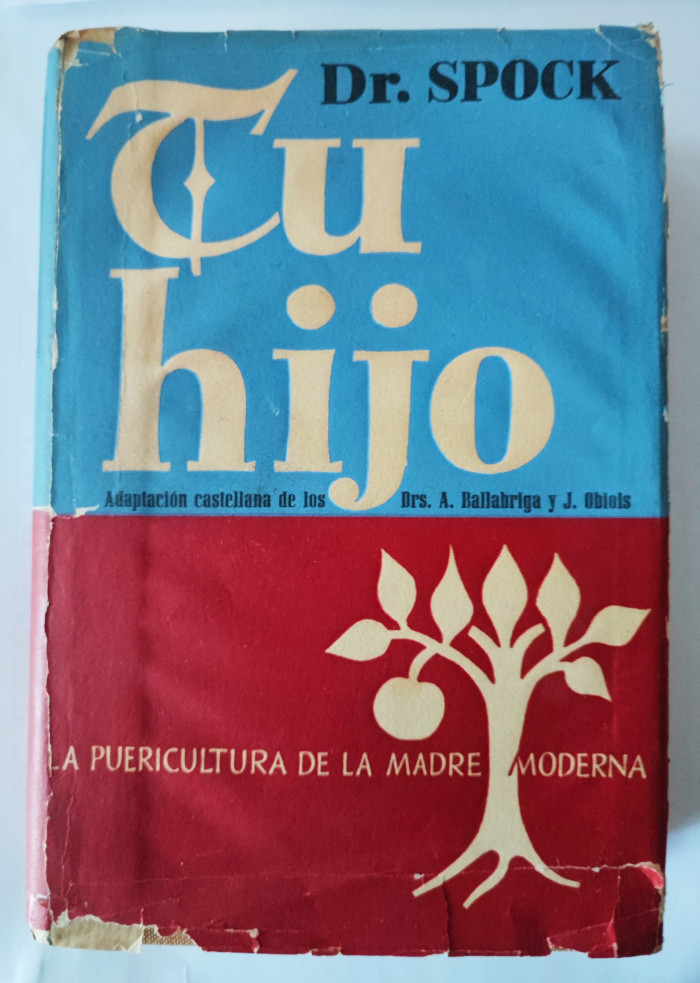 Dr. SPOCK
Tu
hijo
Adaptación castellana de los Drs. A. Ballabriga y J. Obiols
LA PUERICULTURA DE LA MADRE MODERNA